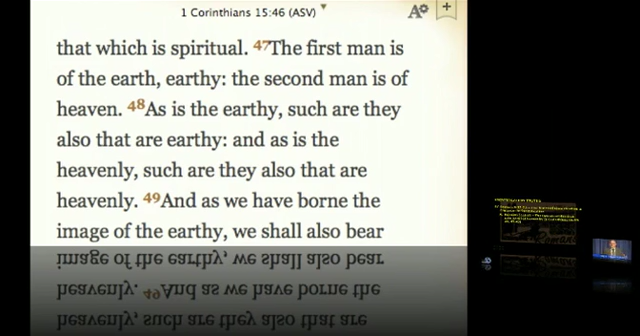 1 Corinthians 15:46 (ASV)
that which is spiritual. 47The first man is
of the earth, earthy: the second man is of
heaven. 48As is the earthy, such are they
also that are earthy: and as is the
heavenly, such are they also that are
heavenly. 49And as we have borne the
image of the earthy, we shall also bear